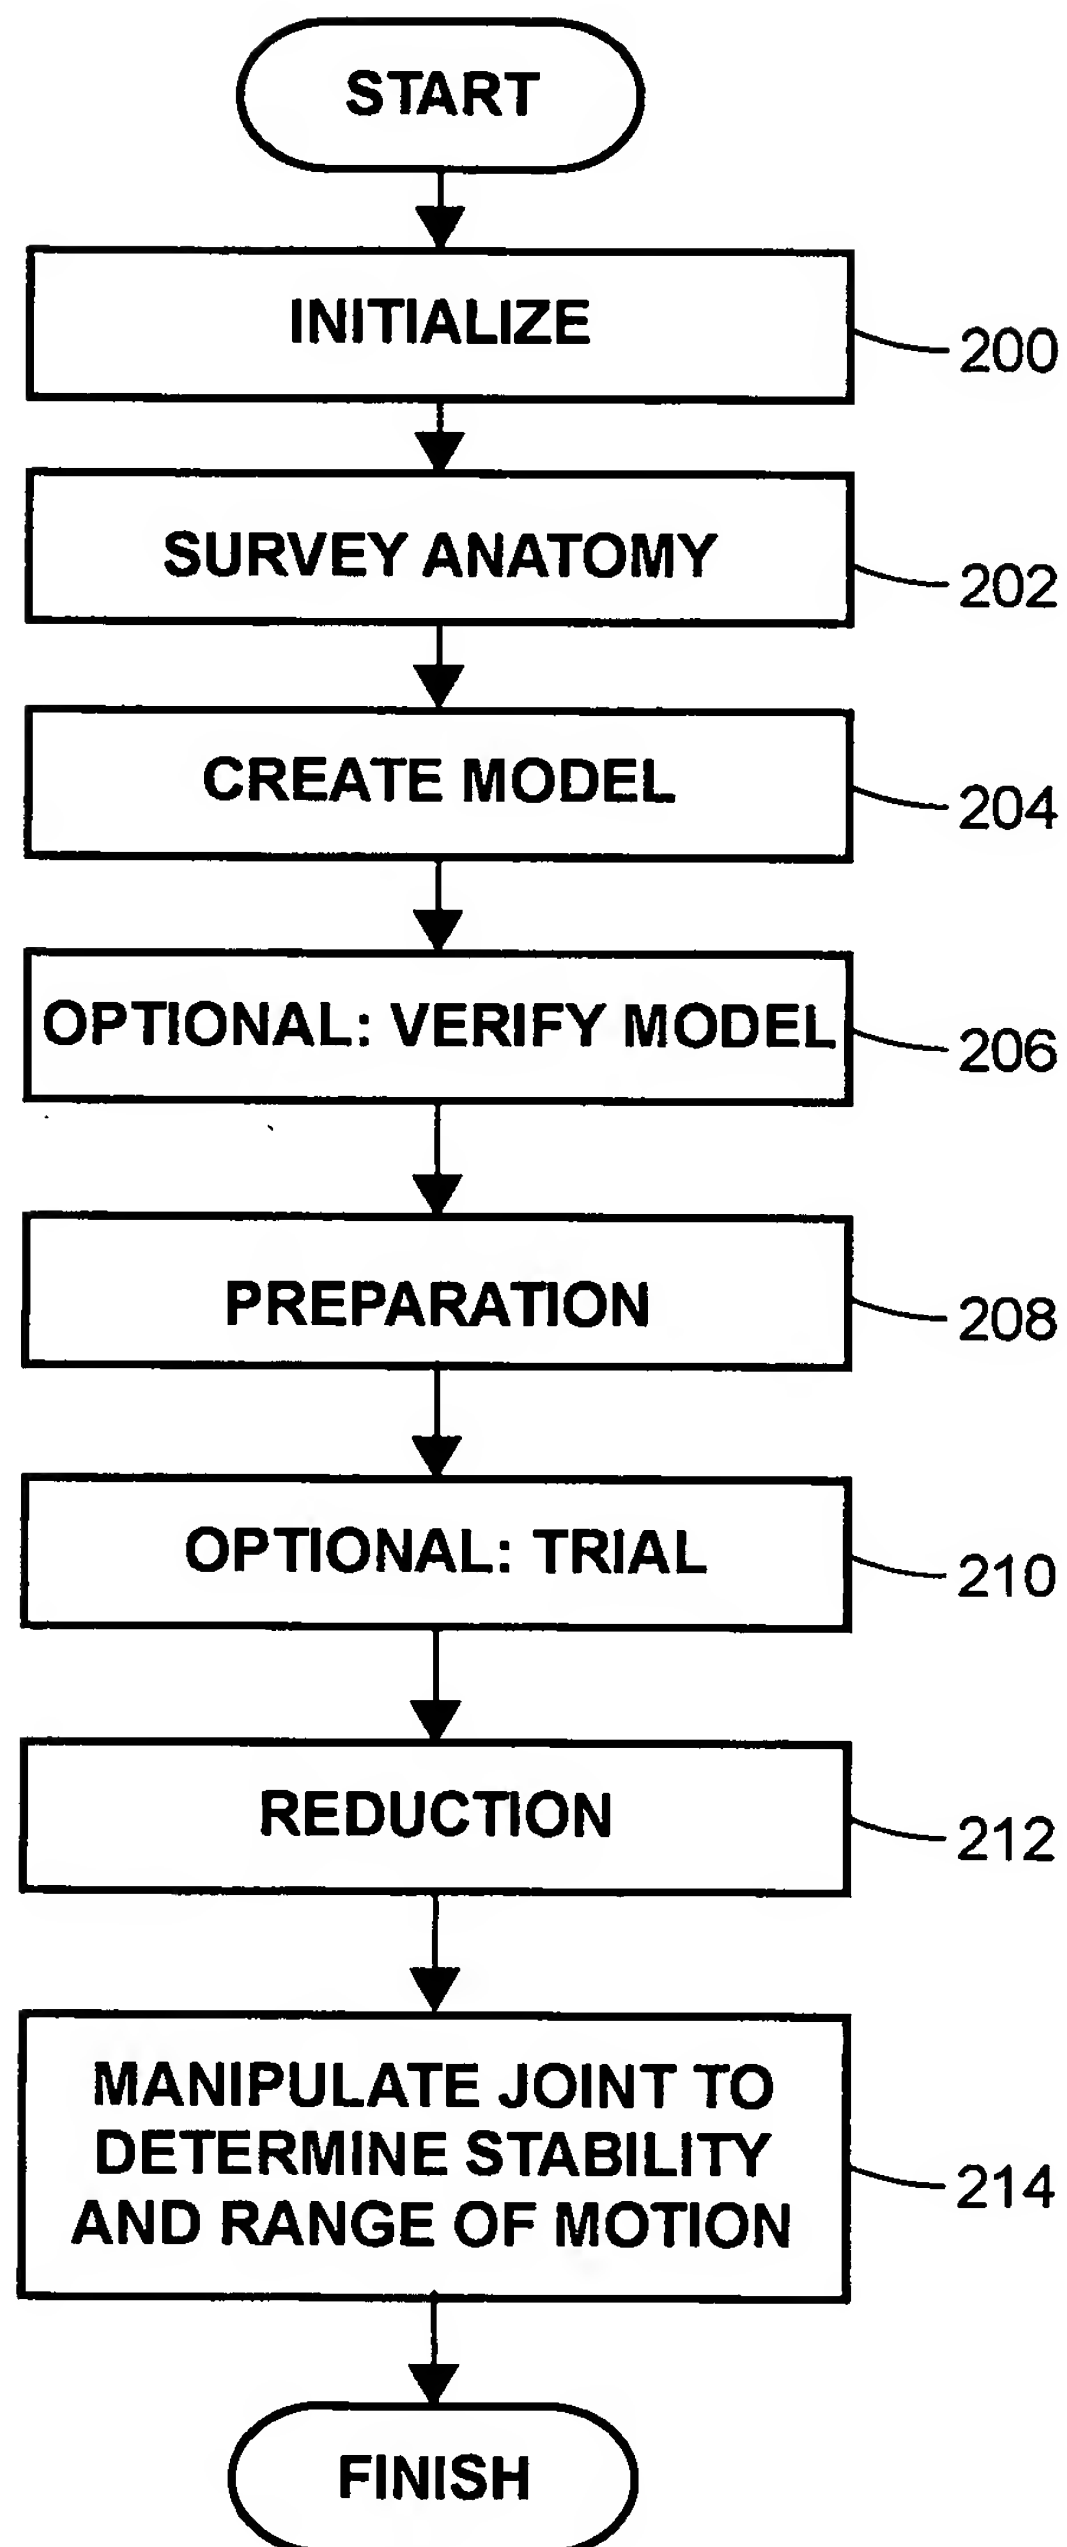 START
INITIALIZE
200
SURVEY ANATOMY
202
CREATE MODEL
204
OPTIONAL: VERIFY MODEL
206
PREPARATION
208
OPTIONAL: TRIAL
210
REDUCTION
212
MANIPULATE JOINT TO
DETERMINE STABILITY
AND RANGE OF MOTION
214
FINISH